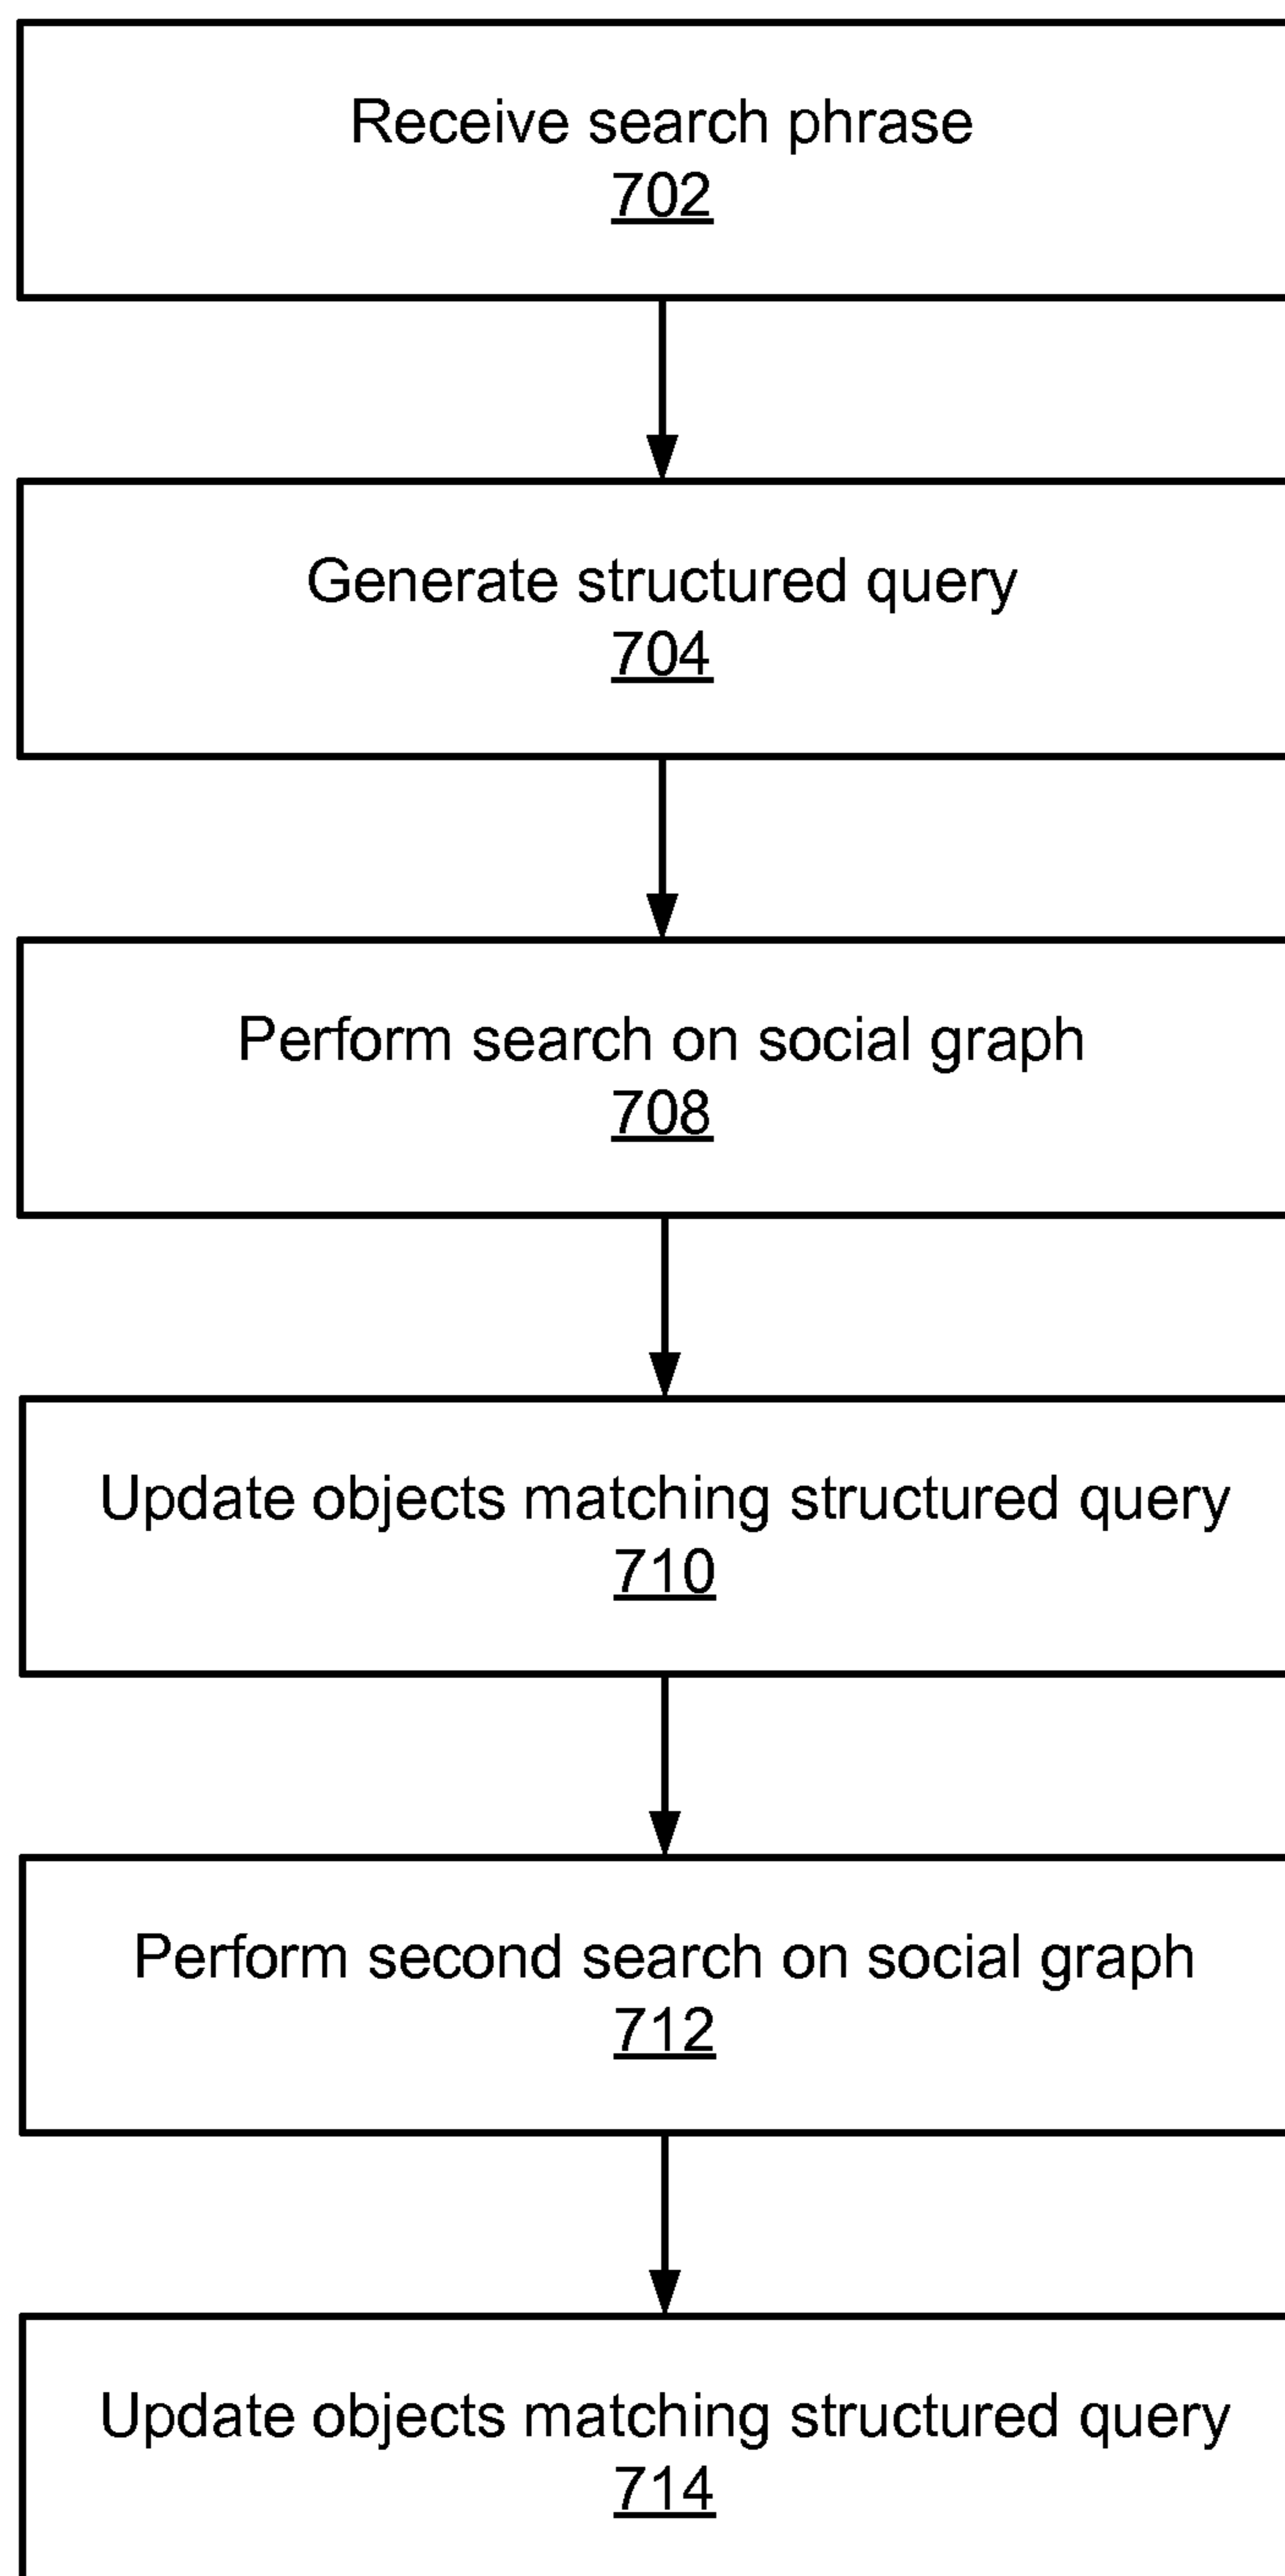 Receive search phrase
702
Generate structured query
704
Perform search on social graph
708
Update objects matching structured query
710
Perform second search on social graph
712
Update objects matching structured query
714